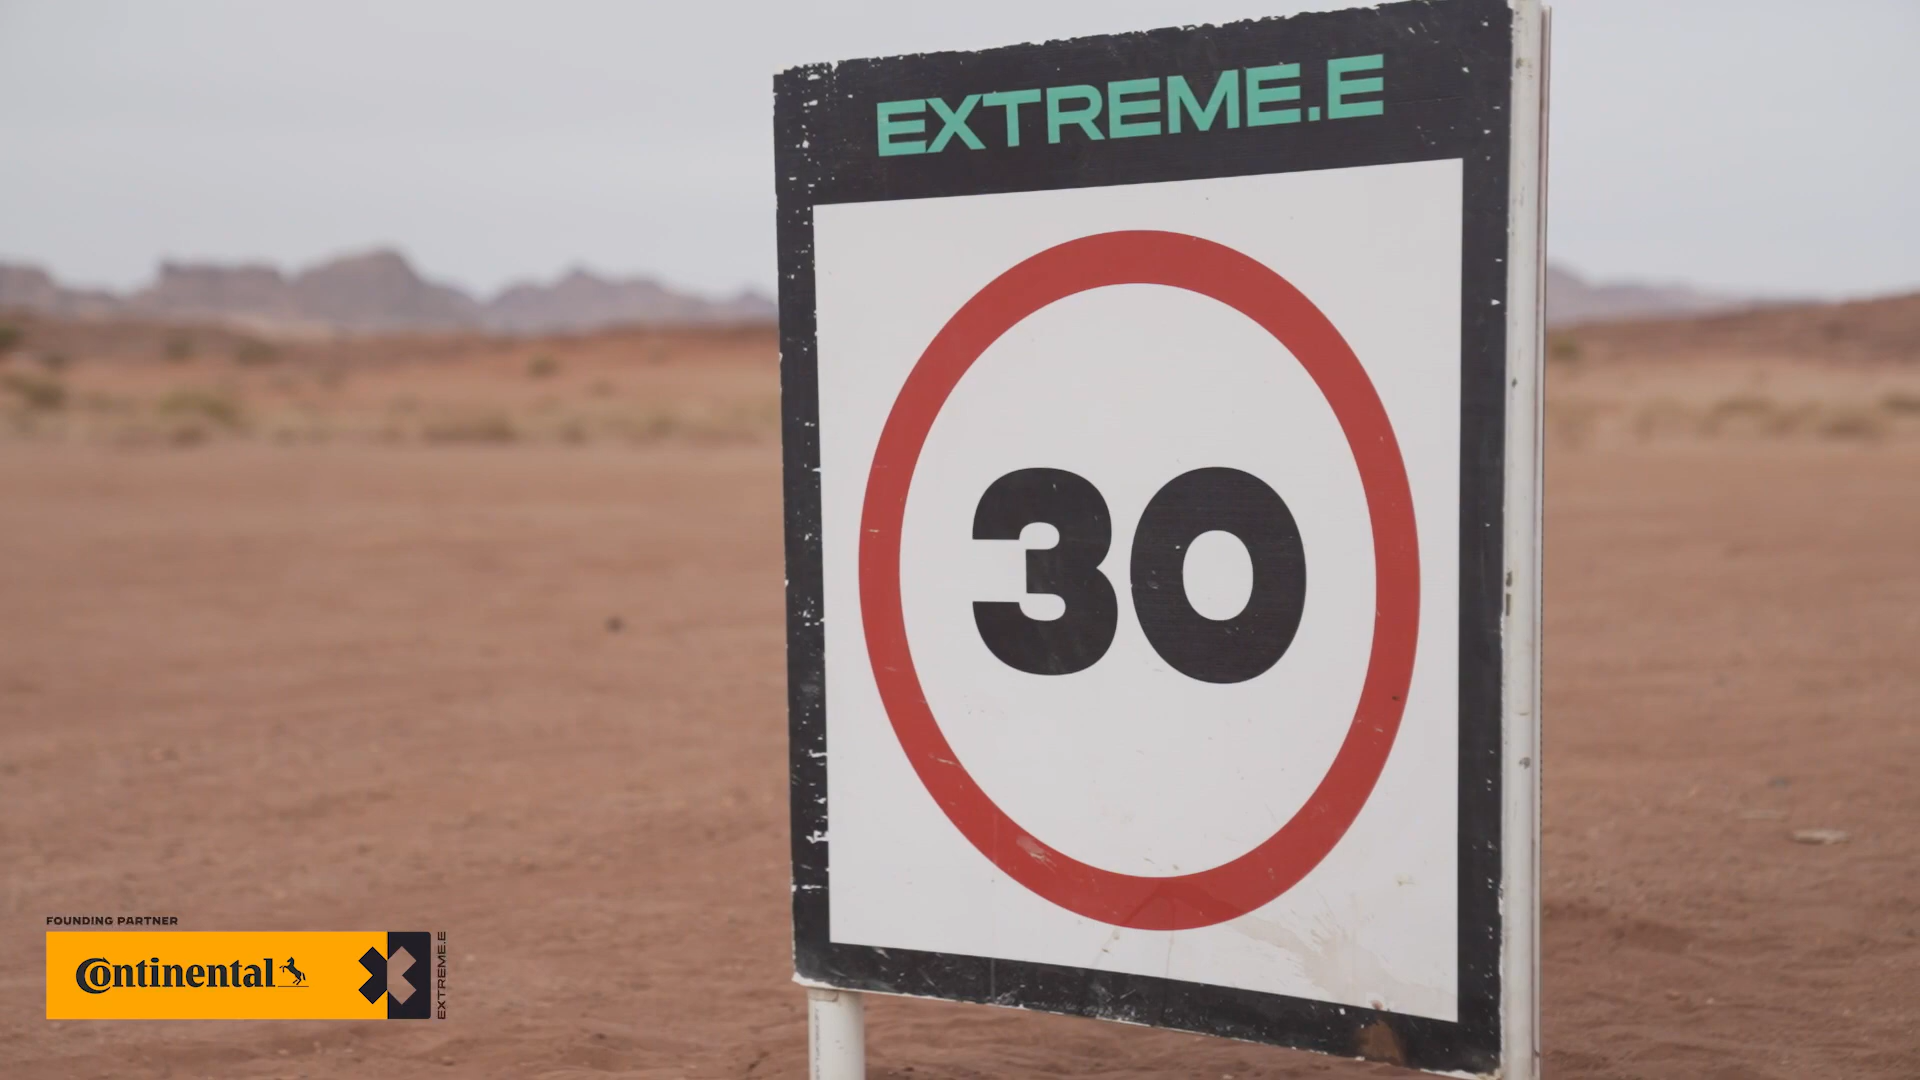 EXTREME.E
30
FOUNDING PARTNER
Continental
EXTREME.E